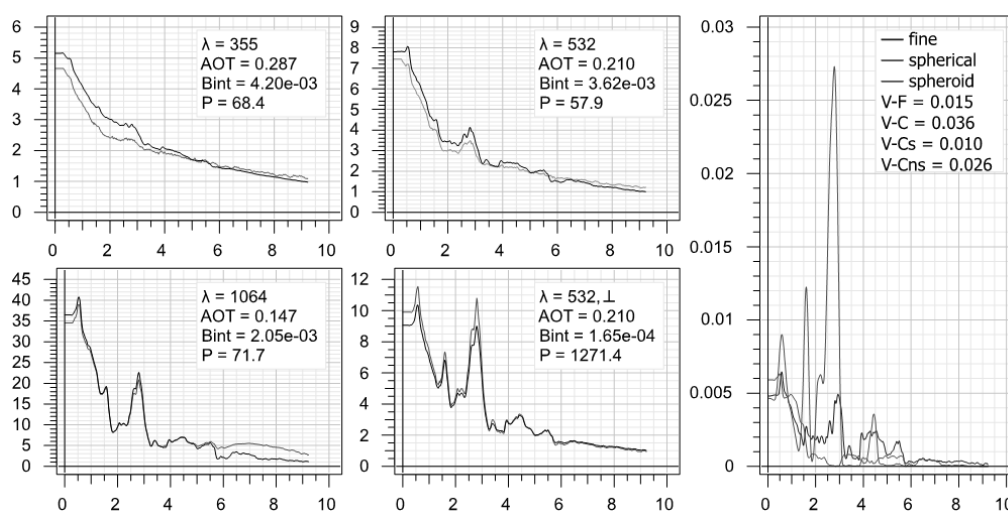 6
5
4
3
2
1
0
0 2 4 6 8 10
λ = 355
AOT = 0.287
Bint = 4.20e-03
P = 68.4
9
8
7
6
5
4
3
2
1
0
0 2 4 6 8 10
λ = 532
AOT = 0.210
Bint = 3.62e-03
P = 57.9
0.03
0.025
0.02
0.015
0.01
0.005
0
0 2 4 6 8 10
fine
spherical
spheroid
V-F = 0.015
V-C = 0.036
V-Cs = 0.010
V-Cns = 0.026
45
40
35
30
25
20
15
10
5
0
0 2 4 6 8 10
λ = 1064
AOT = 0.147
Bint = 2.05e-03
P = 71.7
12
10
8
6
4
2
0
0 2 4 6 8 10
λ = 532,⊥
AOT = 0.210
Bint = 1.65e-04
P = 1271.4